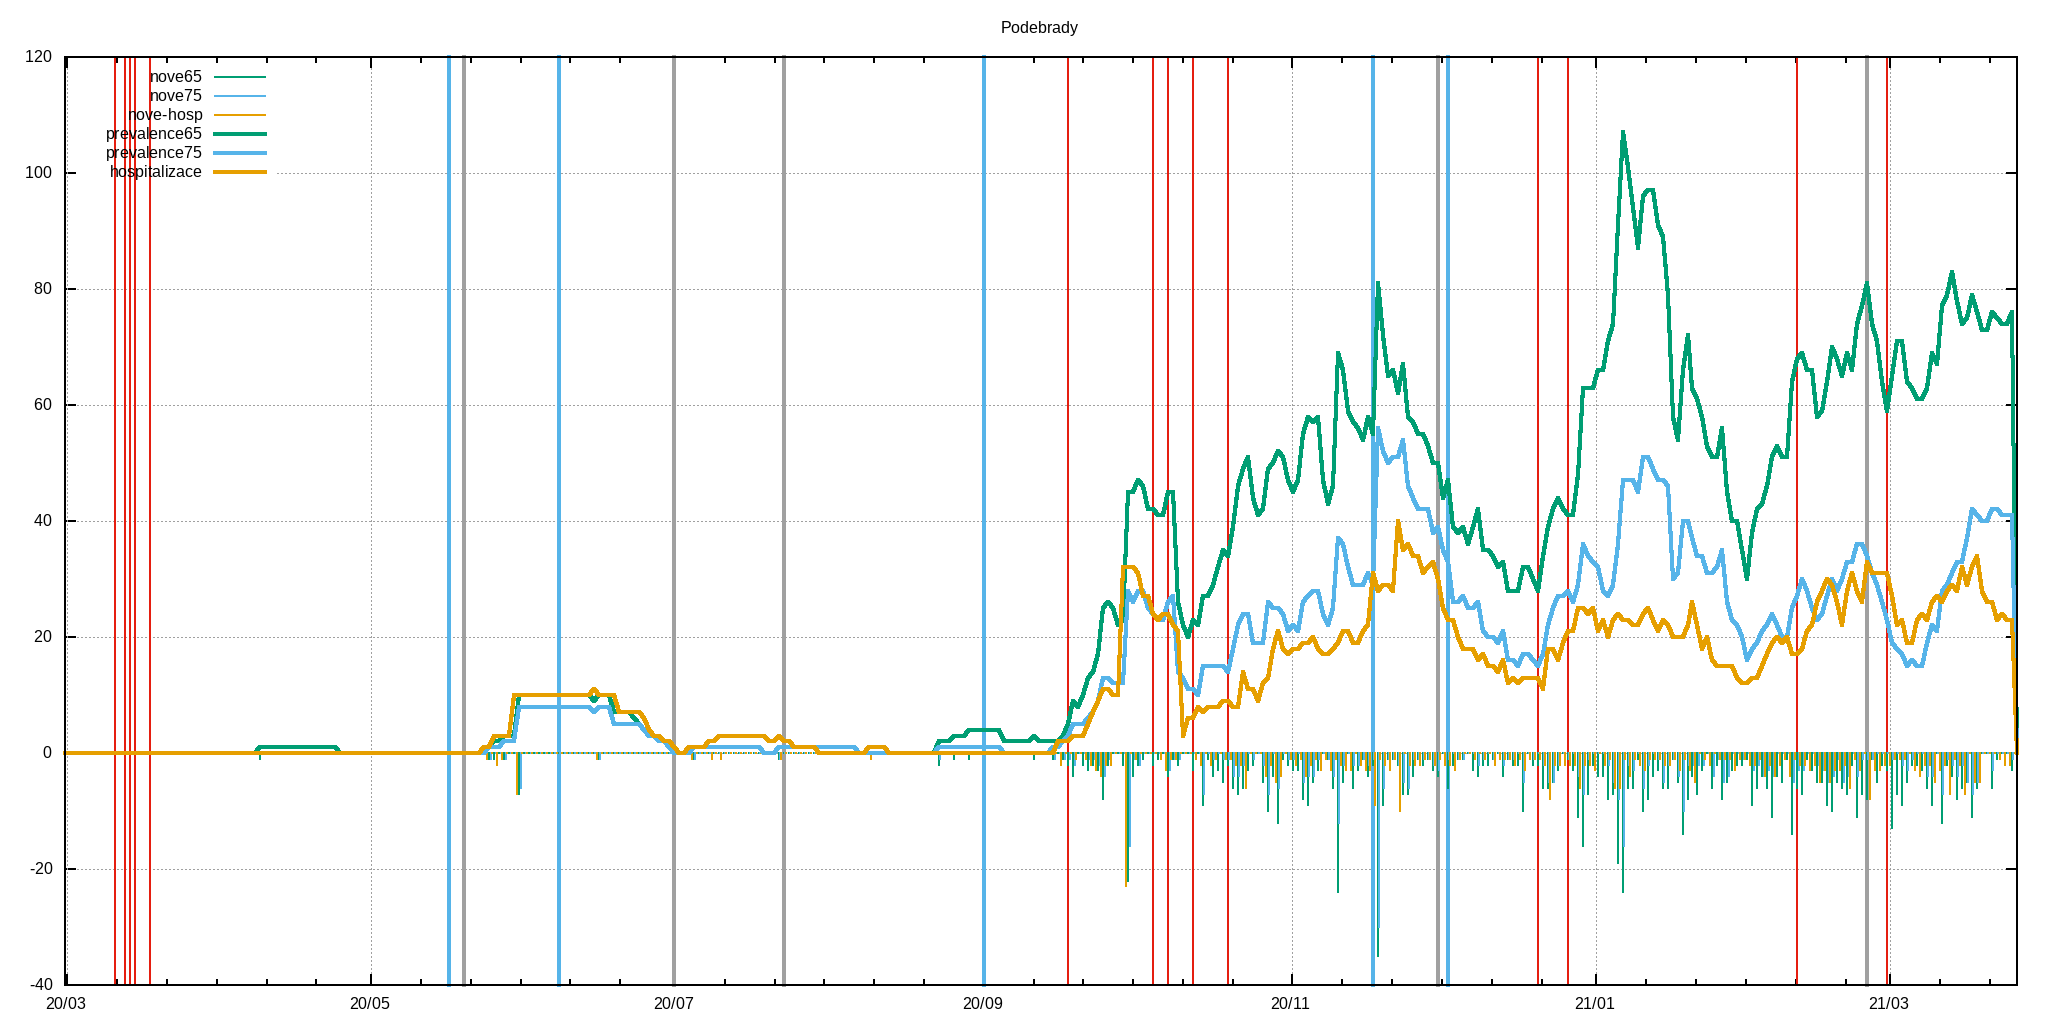 Podebrady
120
100
80
60
40
20
0
-20
-40
nove65
nove75
nove-hosp
prevalence65
prevalence75
hospitalizace
20/03 20/05 20/07 20/09 20/11 21/01 21/03